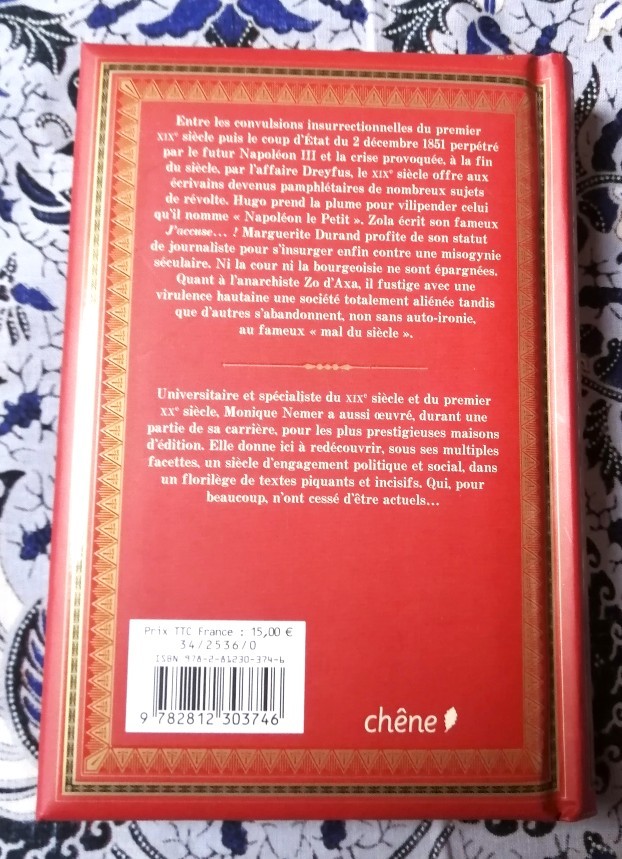 Entre les convulsions insurrectionnelles du premier
XIXe siècle puis le coup d'État du 2 décembre 1851 perpétré
par le futur Napoléon III et la crise provoquée, à la fin
du siècle, par l'affaire Dreyfus, le XIXe siècle offre aux
écrivains devenus pamphlétaires de nombreux sujets
de révolte. Hugo prend la plume pour vilipender celui
qu'il nomme « Napoléon le Petit ». Zola écrit son fameux
J'accuse... ! Marguerite Durand profite de son statut
de journaliste pour s'insurger enfin contre une misogynie
séculaire. Ni la cour ni la bourgeoisie ne sont épargnées.
Quant à l'anarchiste Zo d'Axa, il fustige avec une
virulence hautaine une société totalement aliénée tandis
que d'autres s'abandonnent, non sans auto-ironie,
au fameux « mal du siècle ».
Universitaire et spécialiste du XIXe siècle et du premier
XXe siècle, Monique Nemer a aussi œuvré, durant une
partie de sa carrière, pour les plus prestigieuses maisons
d'édition. Elle donne ici à redécouvrir, sous ses multiples
facettes, un siècle d'engagement politique et social, dans
un florilège de textes piquants et incisifs. Qui, pour
beaucoup, n'ont cessé d'être actuels...
Prix TTC France : 15,00 €
34/2536/0
ISBN 978-2-81230-374-6
9 782812 303746
chêne